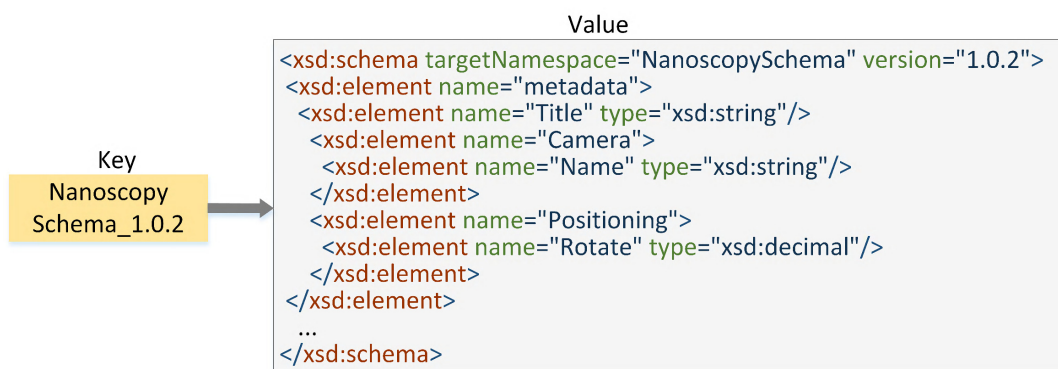 Value
<xsd:schema targetNamespace="NanoscopySchema" version="1.0.2">
<xsd:element name="metadata">
<xsd:element name="Title" type="xsd:string"/>
<xsd:element name="Camera">
<xsd:element name="Name" type="xsd:string"/>
</xsd:element>
<xsd:element name="Positioning">
<xsd:element name="Rotate" type="xsd:decimal"/>
</xsd:element>
</xsd:element>
...
</xsd:schema>
Key
Nanoscopy
Schema_1.0.2